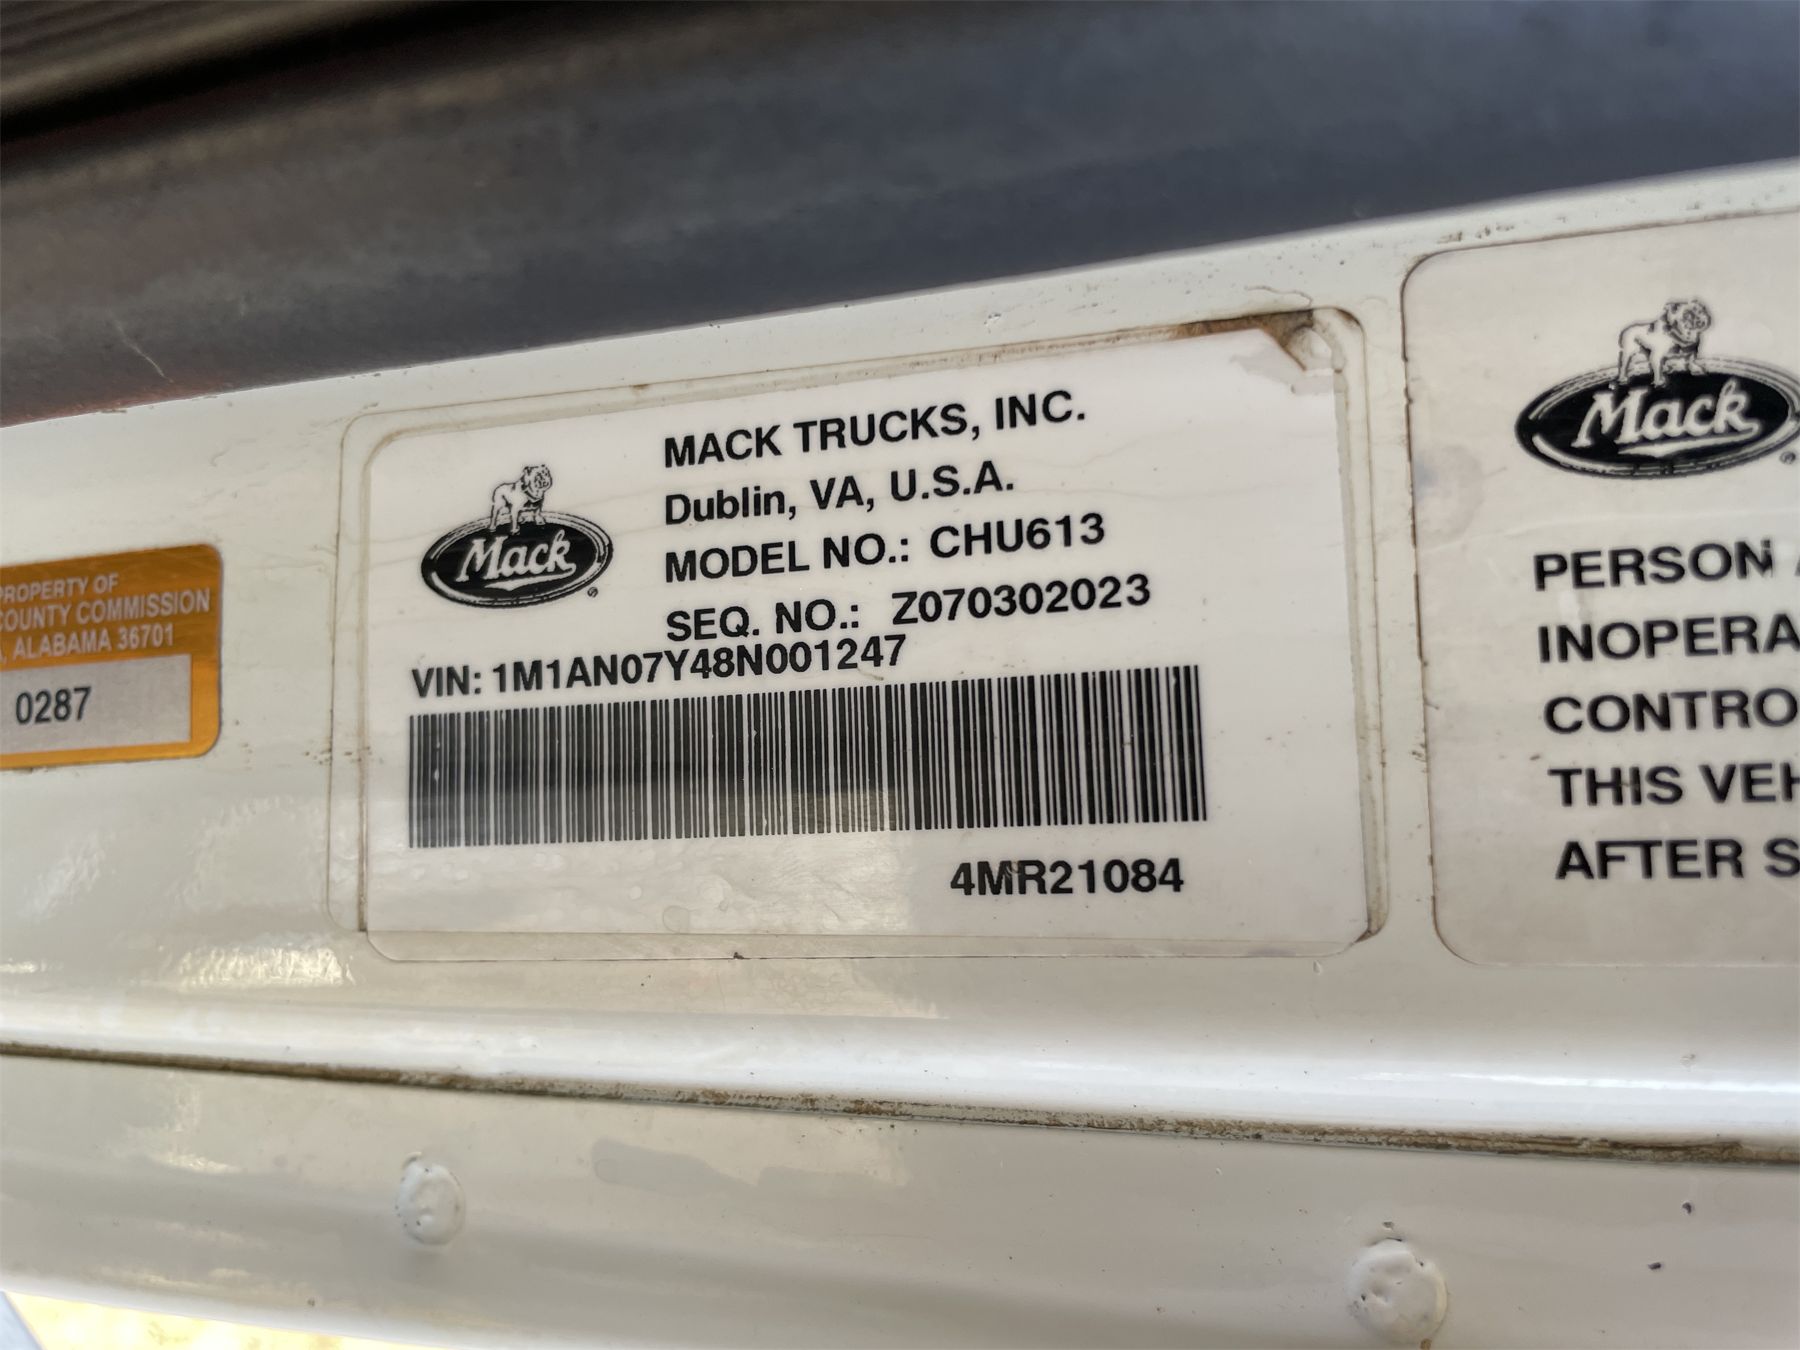 PROPERTY OF
COUNTY COMMISSION
ALABAMA 36701
0287
Mack
MACK TRUCKS, INC.
Dublin, VA, U.S.A.
MODEL NO.: CHU613
SEQ. NO.: Z070302023
VIN: 1M1AN07Y48N001247
4MR21084
Mack
PERSON
INOPERA
CONTRO
THIS VEH
AFTER S